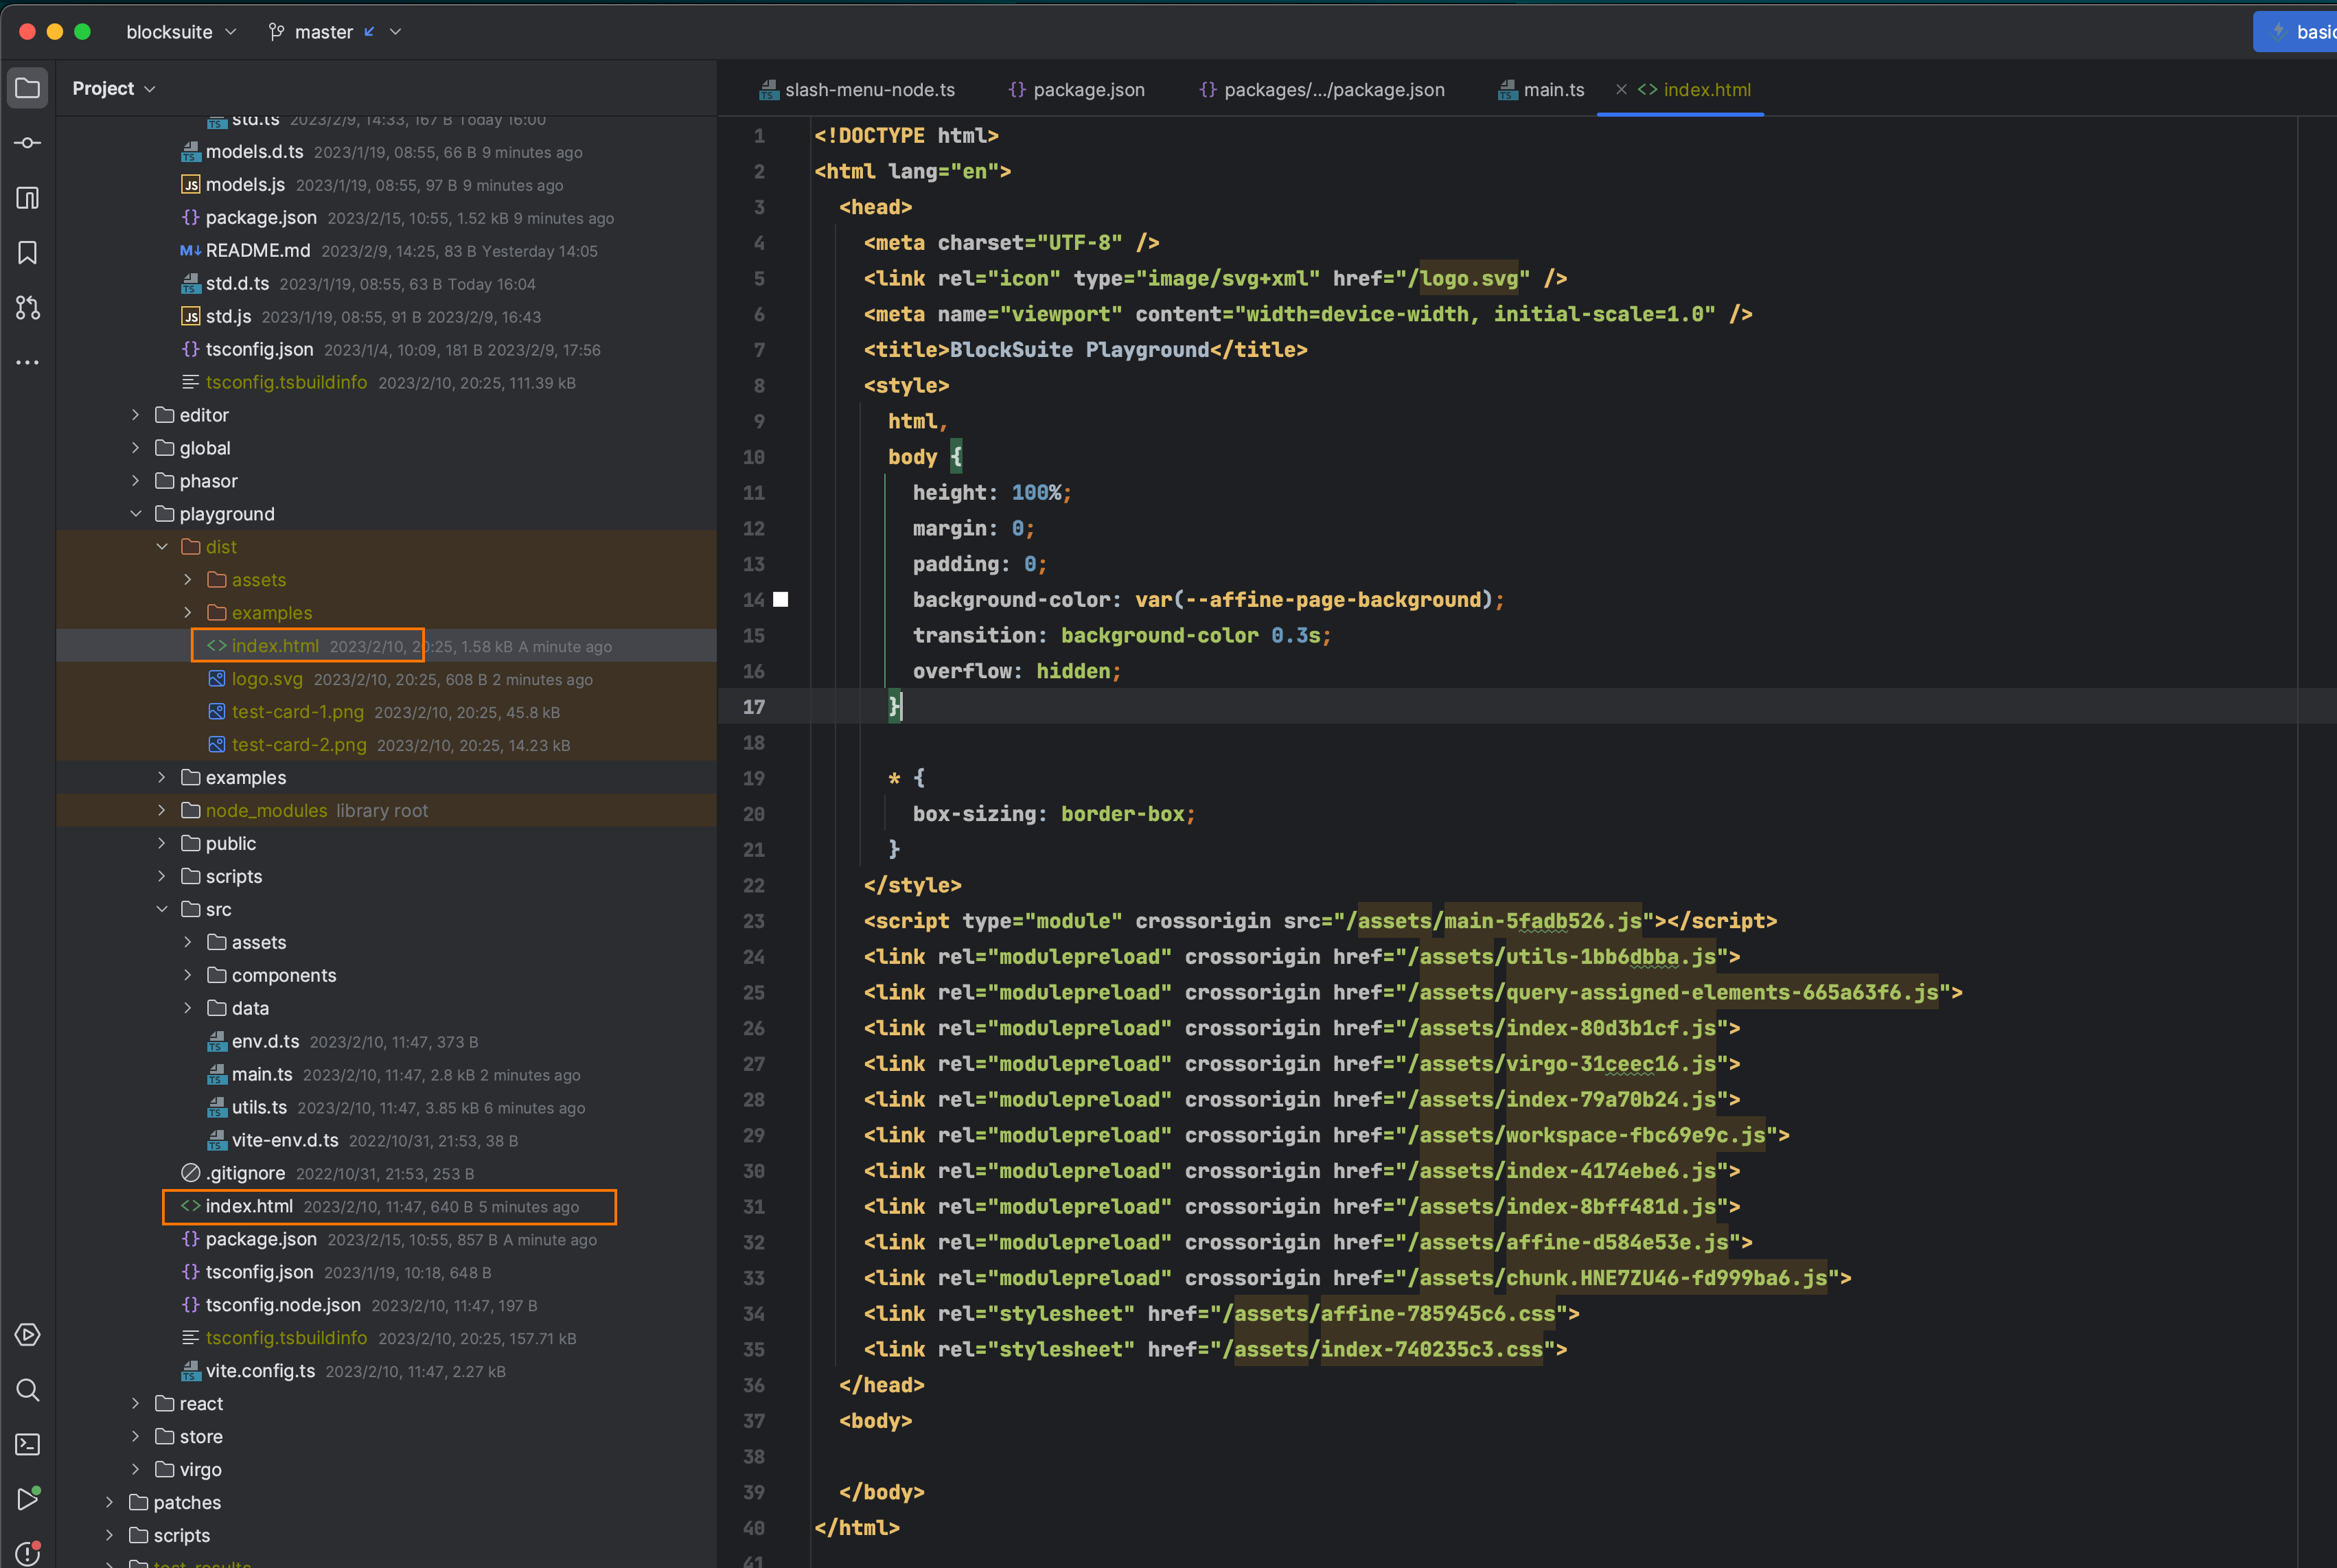 blocksuite
master
basic
Project
slash-menu-node.ts
package.json
packages/.../package.json
main.ts
index.html
std.ts 2023/2/9, 14:33, 167 B Today 16:00
models.d.ts 2023/1/19, 08:55, 66 B 9 minutes ago
models.js 2023/1/19, 08:55, 97 B 9 minutes ago
package.json 2023/2/15, 10:55, 1.52 kB 9 minutes ago
README.md 2023/2/9, 14:25, 83 B Yesterday 14:05
std.d.ts 2023/1/19, 08:55, 63 B Today 16:04
std.js 2023/1/19, 08:55, 91 B 2023/2/9, 16:43
tsconfig.json 2023/1/4, 10:09, 181 B 2023/2/9, 17:56
tsconfig.tsbuildinfo 2023/2/10, 20:25, 111.39 kB
editor
global
phasor
playground
dist
assets
examples
index.html 2023/2/10, 20:25, 1.58 kB A minute ago
logo.svg 2023/2/10, 20:25, 608 B 2 minutes ago
test-card-1.png 2023/2/10, 20:25, 45.8 kB
test-card-2.png 2023/2/10, 20:25, 14.23 kB
examples
node_modules library root
public
scripts
src
assets
components
data
env.d.ts 2023/2/10, 11:47, 373 B
main.ts 2023/2/10, 11:47, 2.8 kB 2 minutes ago
utils.ts 2023/2/10, 11:47, 3.85 kB 6 minutes ago
vite-env.d.ts 2022/10/31, 21:53, 38 B
.gitignore 2022/10/31, 21:53, 253 B
index.html 2023/2/10, 11:47, 640 B 5 minutes ago
package.json 2023/2/15, 10:55, 857 B A minute ago
tsconfig.json 2023/1/19, 10:18, 648 B
tsconfig.node.json 2023/2/10, 11:47, 197 B
tsconfig.tsbuildinfo 2023/2/10, 20:25, 157.71 kB
vite.config.ts 2023/2/10, 11:47, 2.27 kB
react
store
virgo
patches
scripts
test_results
1 <!DOCTYPE html>
2 <html lang="en">
3 <head>
4 <meta charset="UTF-8" />
5 <link rel="icon" type="image/svg+xml" href="/logo.svg" />
6 <meta name="viewport" content="width=device-width, initial-scale=1.0" />
7 <title>BlockSuite Playground</title>
8 <style>
9 html,
10 body {
11 height: 100%;
12 margin: 0;
13 padding: 0;
14 background-color: var(--affine-page-background);
15 transition: background-color 0.3s;
16 overflow: hidden;
17 }
18
19 * {
20 box-sizing: border-box;
21 }
22 </style>
23 <script type="module" crossorigin src="/assets/main-5fadb526.js"></script>
24 <link rel="modulepreload" crossorigin href="/assets/utils-1bb6dbba.js">
25 <link rel="modulepreload" crossorigin href="/assets/query-assigned-elements-665a63f6.js">
26 <link rel="modulepreload" crossorigin href="/assets/index-80d3b1cf.js">
27 <link rel="modulepreload" crossorigin href="/assets/virgo-31ceec16.js">
28 <link rel="modulepreload" crossorigin href="/assets/index-79a70b24.js">
29 <link rel="modulepreload" crossorigin href="/assets/workspace-fbc69e9c.js">
30 <link rel="modulepreload" crossorigin href="/assets/index-4174ebe6.js">
31 <link rel="modulepreload" crossorigin href="/assets/index-8bff481d.js">
32 <link rel="modulepreload" crossorigin href="/assets/affine-d584e53e.js">
33 <link rel="modulepreload" crossorigin href="/assets/chunk.HNE7ZU46-fd999ba6.js">
34 <link rel="stylesheet" href="/assets/affine-785945c6.css">
35 <link rel="stylesheet" href="/assets/index-740235c3.css">
36 </head>
37 <body>
38
39 </body>
40 </html>
41